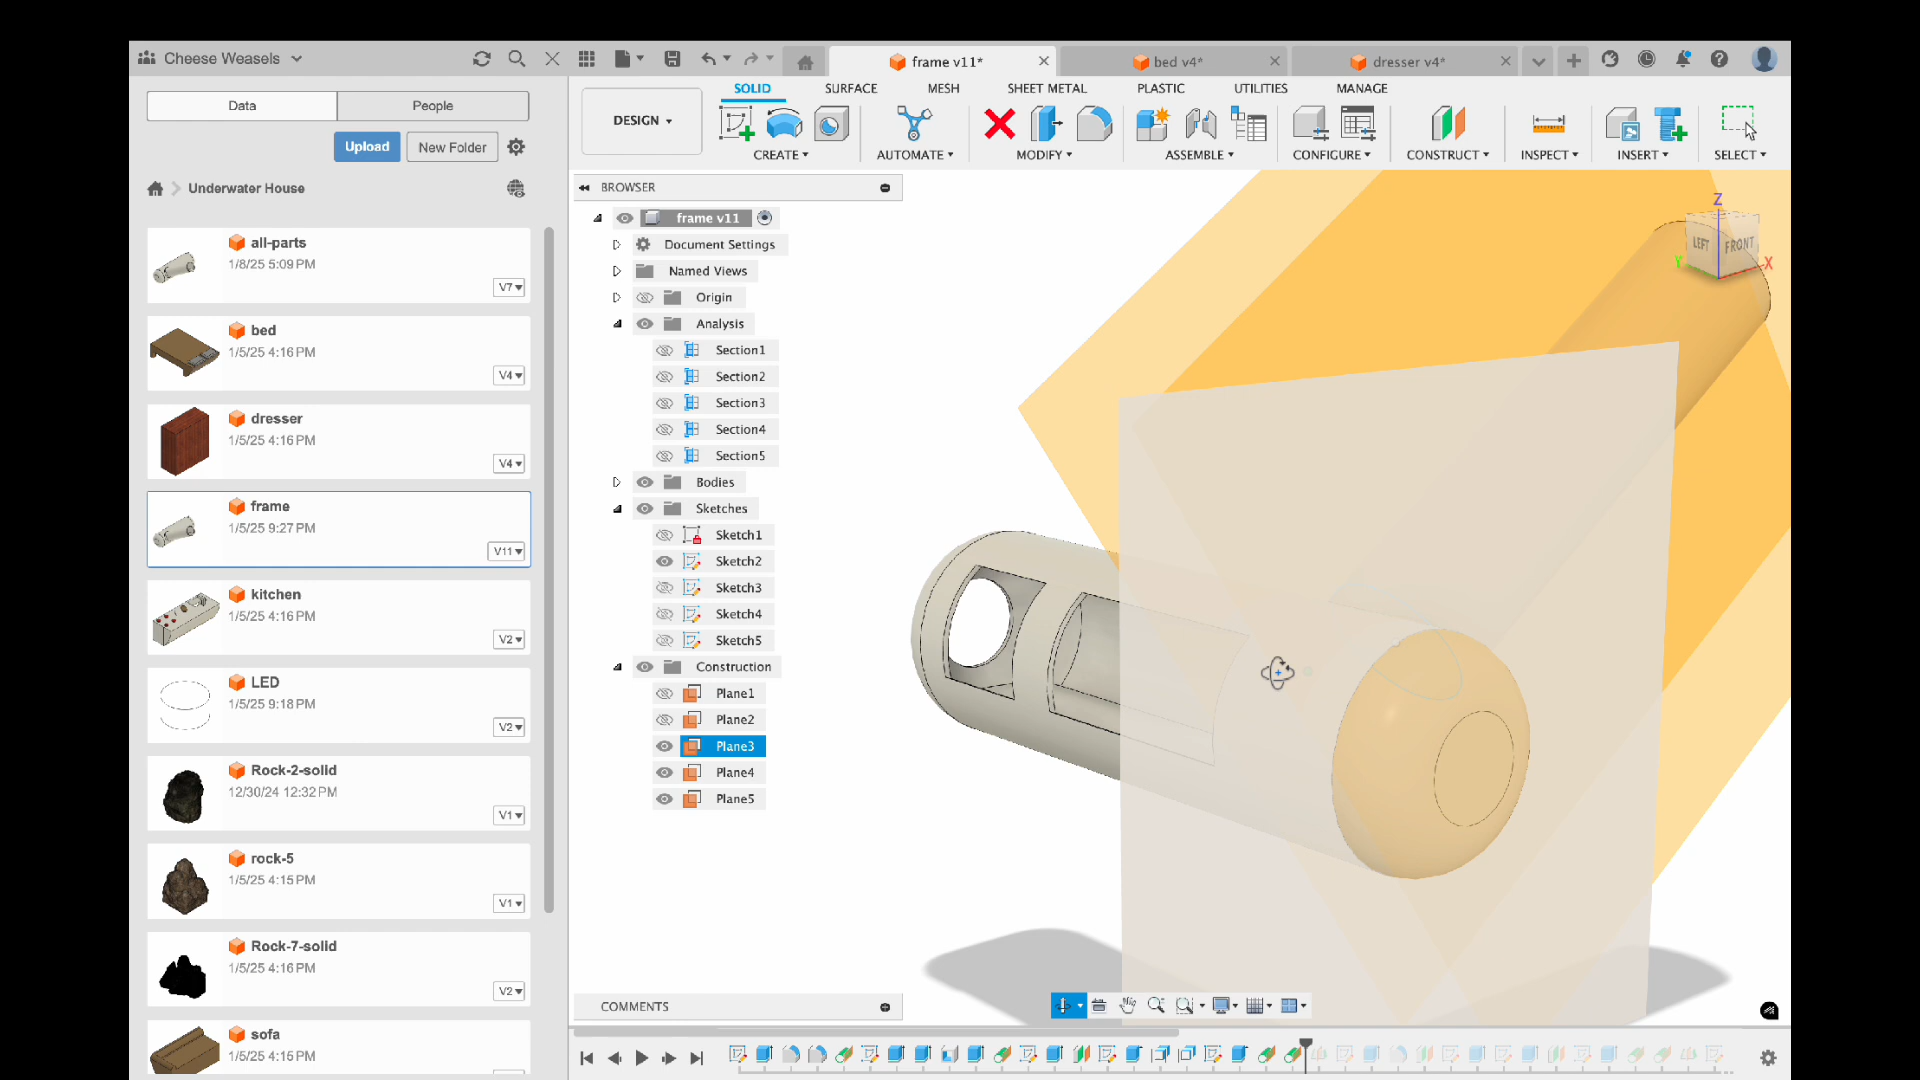 Cheese Weasels
frame v11*
bed v4*
dresser v4*
Data
People
Upload
New Folder
Underwater House
all-parts
1/8/25 5:09 PM
V7
bed
1/5/25 4:16 PM
V4
dresser
1/5/25 4:16 PM
V4
frame
1/5/25 9:27 PM
V11
kitchen
1/5/25 4:16 PM
V2
LED
1/5/25 9:18 PM
V2
Rock-2-solid
12/30/24 12:32 PM
V1
rock-5
1/5/25 4:15 PM
V1
Rock-7-solid
1/5/25 4:16 PM
V2
sofa
1/5/25 4:16 PM
DESIGN
SOLID
SURFACE
MESH
SHEET METAL
PLASTIC
UTILITIES
MANAGE
CREATE
AUTOMATE
MODIFY
ASSEMBLE
CONFIGURE
CONSTRUCT
INSPECT
INSERT
SELECT
BROWSER
frame v11
Document Settings
Named Views
Origin
Analysis
Section1
Section2
Section3
Section4
Section5
Bodies
Sketches
Sketch1
Sketch2
Sketch3
Sketch4
Sketch5
Construction
Plane1
Plane2
Plane3
Plane4
Plane5
Z
LEFT
FRONT
Y
X
COMMENTS